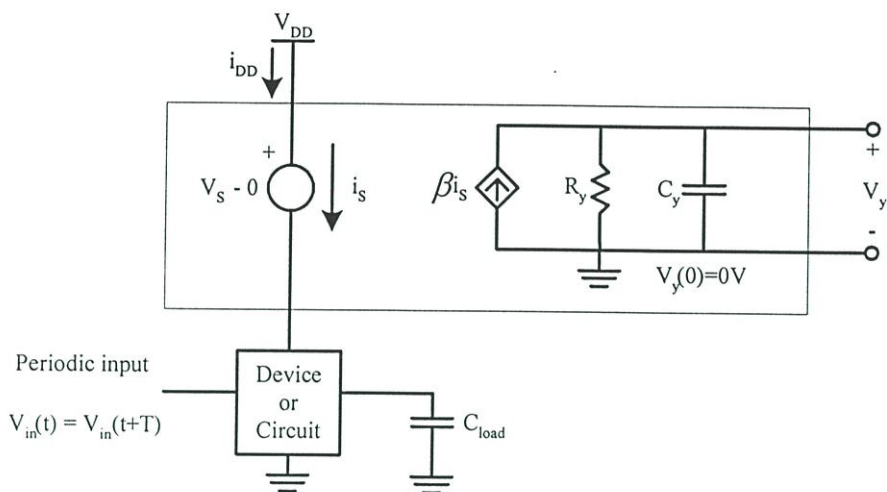 V_DD
i_DD
+
V_S - 0
i_S
βi_S
R_y
C_y
+
V_y
-
V_y(0)=0V
Periodic input
V_in(t) = V_in(t+T)
Device
or
Circuit
C_load